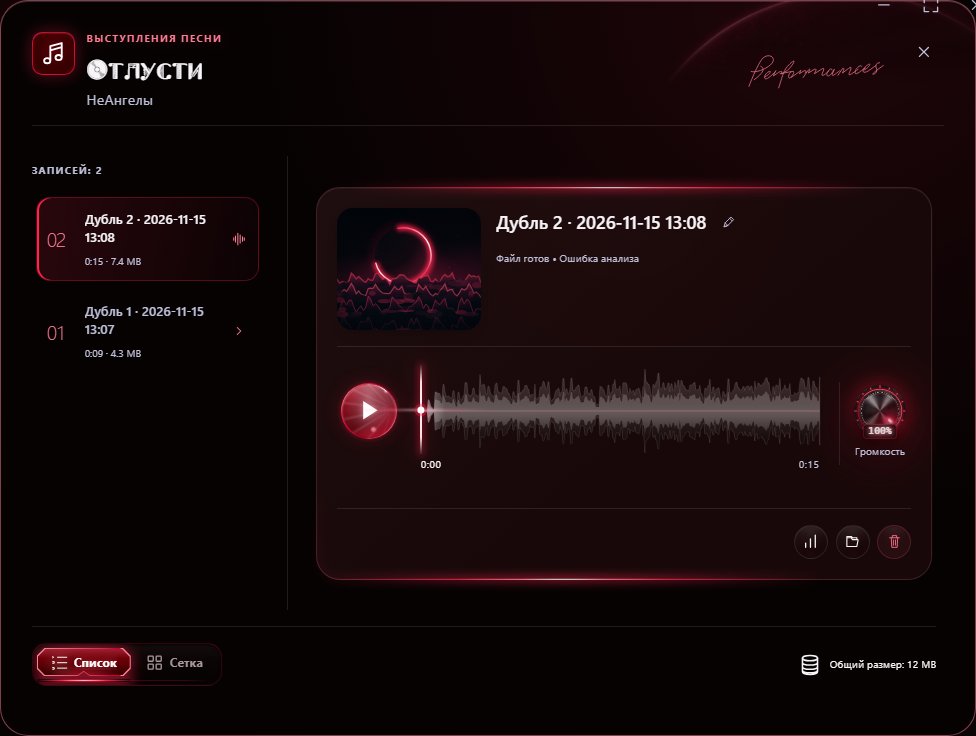 ВЫСТУПЛЕНИЯ ПЕСНИ
Отпусти
НеАнгелы
Performances
ЗАПИСЕЙ: 2
02
Дубль 2 · 2026-11-15
13:08
0:15 · 7.4 MB
01
Дубль 1 · 2026-11-15
13:07
0:09 · 4.3 MB
Дубль 2 · 2026-11-15 13:08
Файл готов • Ошибка анализа
0:00
0:15
100%
Громкость
Список
Сетка
Общий размер: 12 MB